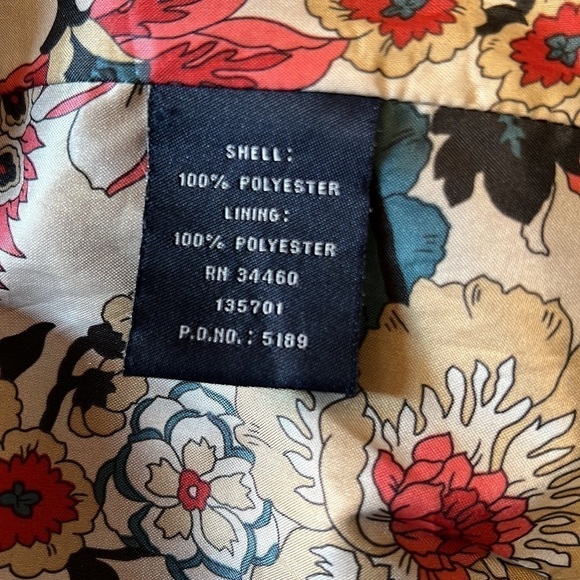 SHELL:
100% POLYESTER
LINING:
100% POLYESTER
RN 34460
135701
P.O.NO.: 5189